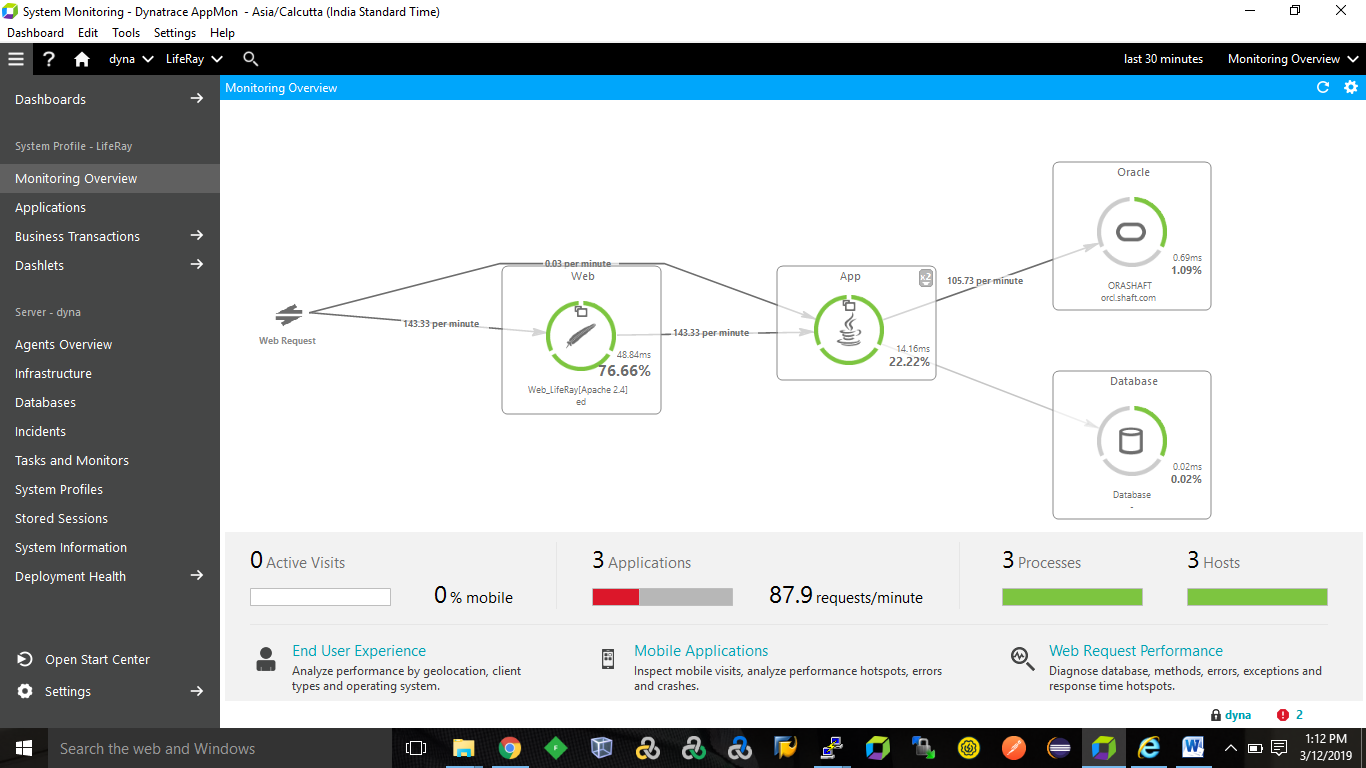 System Monitoring - Dynatrace AppMon - Asia/Calcutta (India Standard Time)
Dashboard Edit Tools Settings Help
? dyna LifeRay last 30 minutes Monitoring Overview
Monitoring Overview
Dashboards
System Profile - LifeRay
Monitoring Overview
Applications
Business Transactions
Dashlets
Server - dyna
Agents Overview
Infrastructure
Databases
Incidents
Tasks and Monitors
System Profiles
Stored Sessions
System Information
Deployment Health
Open Start Center
Settings
Web Request
0.03 per minute
143.33 per minute
Web
48.84ms
76.66%
Web_LifeRay[Apache 2.4]
ed
143.33 per minute
App
x2
14.16ms
22.22%
105.73 per minute
Oracle
0.69ms
1.09%
ORASHAFT
orcl.shaft.com
Database
0.02ms
0.02%
Database
-
0 Active Visits
0 % mobile
3 Applications
87.9 requests/minute
3 Processes
3 Hosts
End User Experience
Analyze performance by geolocation, client
types and operating system.
Mobile Applications
Inspect mobile visits, analyze performance hotspots, errors
and crashes.
Web Request Performance
Diagnose database, methods, errors, exceptions and
response time hotspots.
dyna 2
Search the web and Windows
1:12 PM
3/12/2019